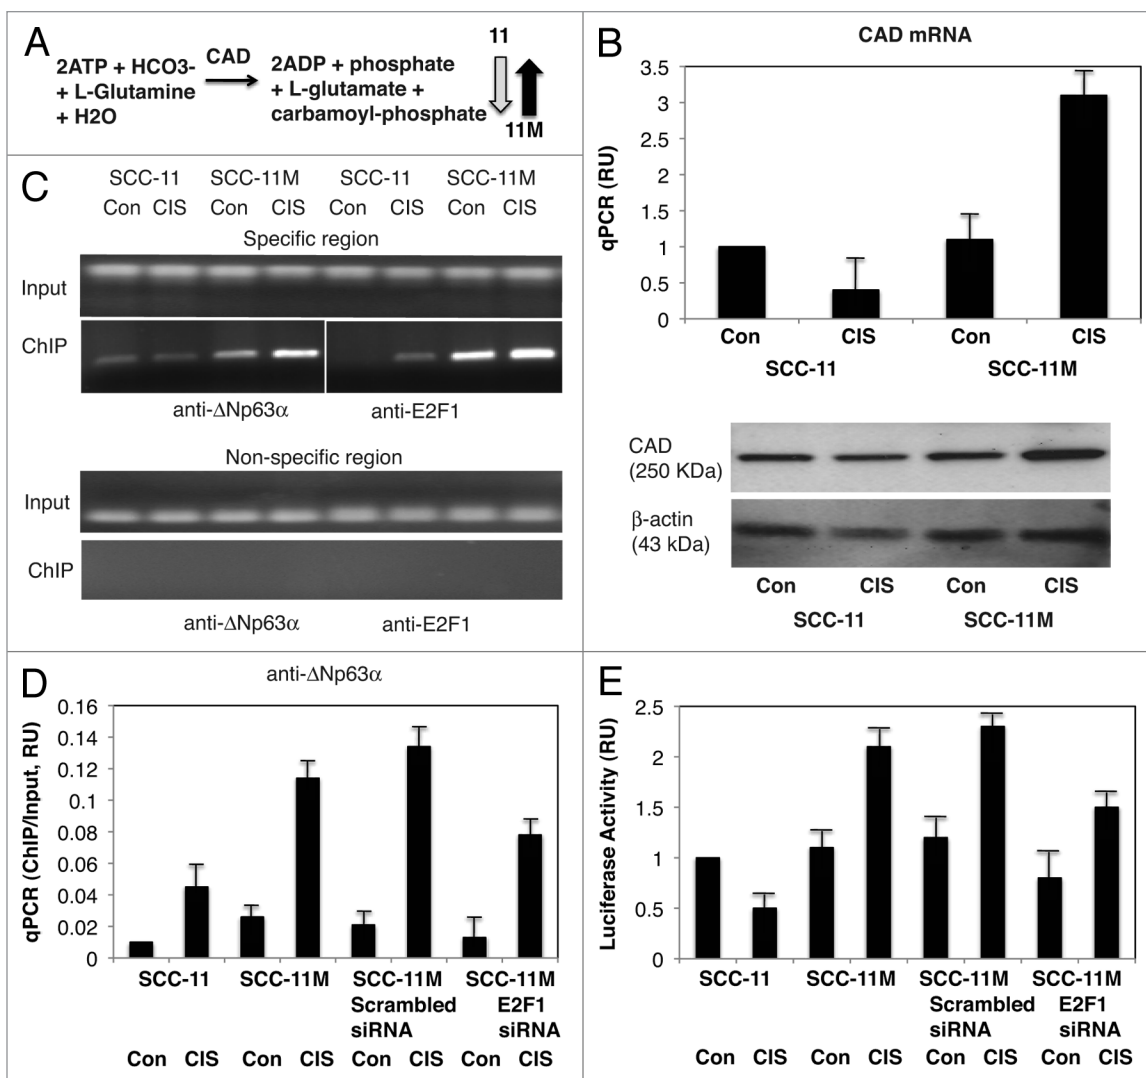 A
2ATP + HCO3-
+ L-Glutamine
+ H2O
CAD
2ADP + phosphate
+ L-glutamate +
carbamoyl-phosphate
11
11M
B
CAD mRNA
qPCR (RU)
3.5
3
2.5
2
1.5
1
0.5
0
Con CIS Con CIS
SCC-11 SCC-11M
CAD
(250 KDa)
β-actin
(43 kDa)
Con CIS Con CIS
SCC-11 SCC-11M
C
SCC-11 SCC-11M SCC-11 SCC-11M
Con CIS Con CIS Con CIS Con CIS
Specific region
Input
ChIP
anti-ΔNp63α anti-E2F1
Non-specific region
Input
ChIP
anti-ΔNp63α anti-E2F1
D
anti-ΔNp63α
qPCR (ChIP/Input, RU)
0.16
0.14
0.12
0.1
0.08
0.06
0.04
0.02
0
SCC-11 SCC-11M SCC-11M SCC-11M
Scrambled E2F1
siRNA siRNA
Con CIS Con CIS Con CIS Con CIS
E
Luciferase Activity (RU)
2.5
2
1.5
1
0.5
0
SCC-11 SCC-11M SCC-11M SCC-11M
Scrambled E2F1
siRNA siRNA
Con CIS Con CIS Con CIS Con CIS